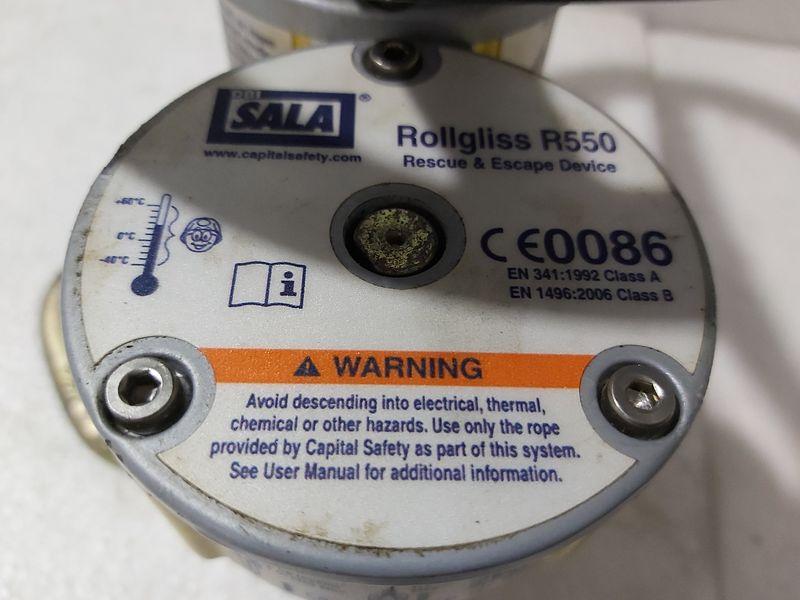 DBI
SALA®
www.capitalsafety.com
Rollgliss R550
Rescue & Escape Device
+60°C
0°C
-40°C
i
CE0086
EN 341:1992 Class A
EN 1496:2006 Class B
WARNING
Avoid descending into electrical, thermal,
chemical or other hazards. Use only the rope
provided by Capital Safety as part of this system.
See User Manual for additional information.